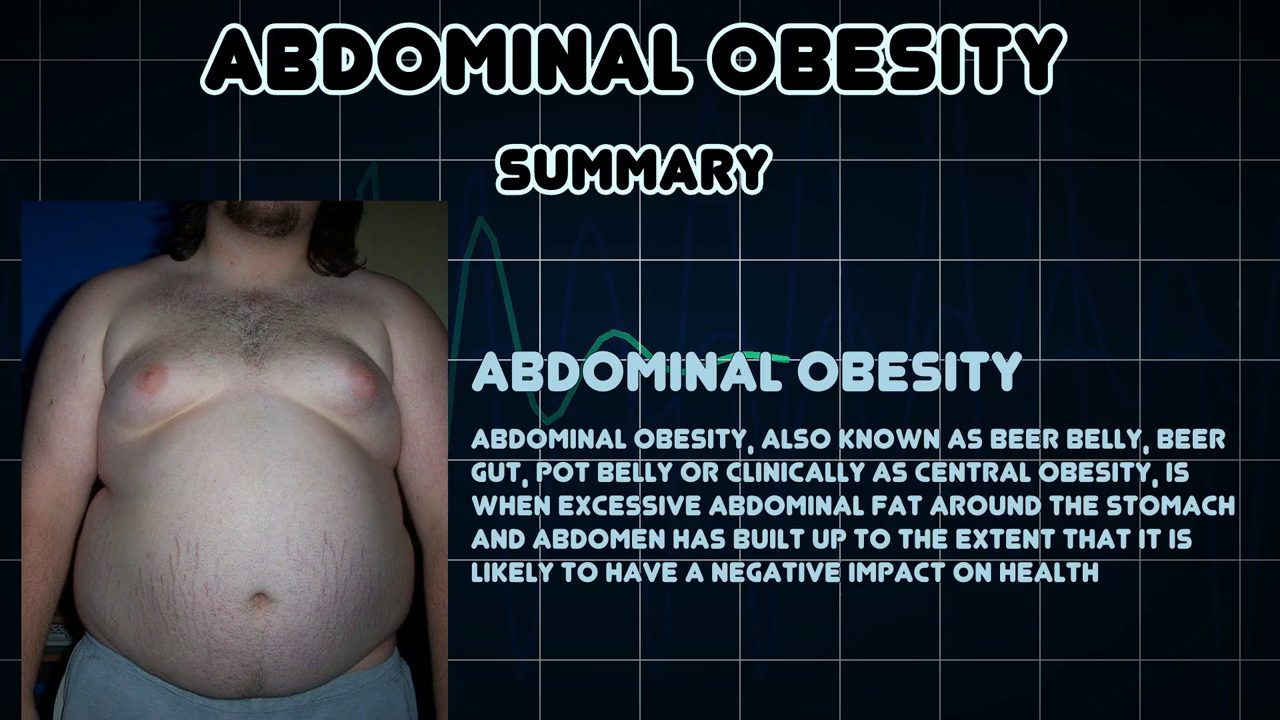 ABDOMINAL OBESITY
SUMMARY
ABDOMINAL OBESITY
ABDOMINAL OBESITY, ALSO KNOWN AS BEER BELLY, BEER
GUT, POT BELLY OR CLINICALLY AS CENTRAL OBESITY, IS
WHEN EXCESSIVE ABDOMINAL FAT AROUND THE STOMACH
AND ABDOMEN HAS BUILT UP TO THE EXTENT THAT IT IS
LIKELY TO HAVE A NEGATIVE IMPACT ON HEALTH